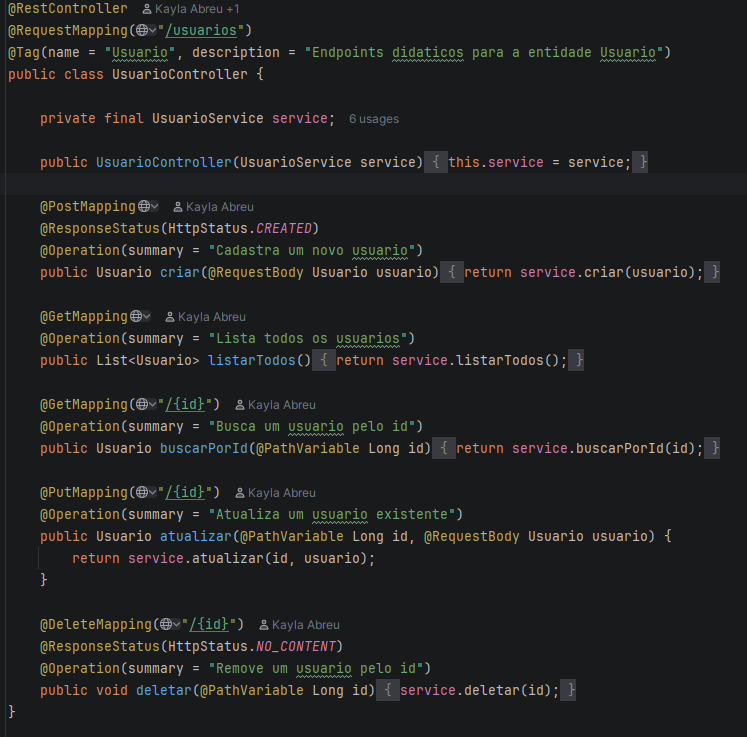 @RestController Kayla Abreu +1
@RequestMapping("/usuarios")
@Tag(name = "Usuario", description = "Endpoints didaticos para a entidade Usuario")
public class UsuarioController {
private final UsuarioService service; 6 usages
public UsuarioController(UsuarioService service) { this.service = service; }
@PostMapping Kayla Abreu
@ResponseStatus(HttpStatus.CREATED)
@Operation(summary = "Cadastra um novo usuario")
public Usuario criar(@RequestBody Usuario usuario) { return service.criar(usuario); }
@GetMapping Kayla Abreu
@Operation(summary = "Lista todos os usuarios")
public List<Usuario> listarTodos() { return service.listarTodos(); }
@GetMapping("/{id}") Kayla Abreu
@Operation(summary = "Busca um usuario pelo id")
public Usuario buscarPorId(@PathVariable Long id) { return service.buscarPorId(id); }
@PutMapping("/{id}") Kayla Abreu
@Operation(summary = "Atualiza um usuario existente")
public Usuario atualizar(@PathVariable Long id, @RequestBody Usuario usuario) {
return service.atualizar(id, usuario);
}
@DeleteMapping("/{id}") Kayla Abreu
@ResponseStatus(HttpStatus.NO_CONTENT)
@Operation(summary = "Remove um usuario pelo id")
public void deletar(@PathVariable Long id) { service.deletar(id); }
}